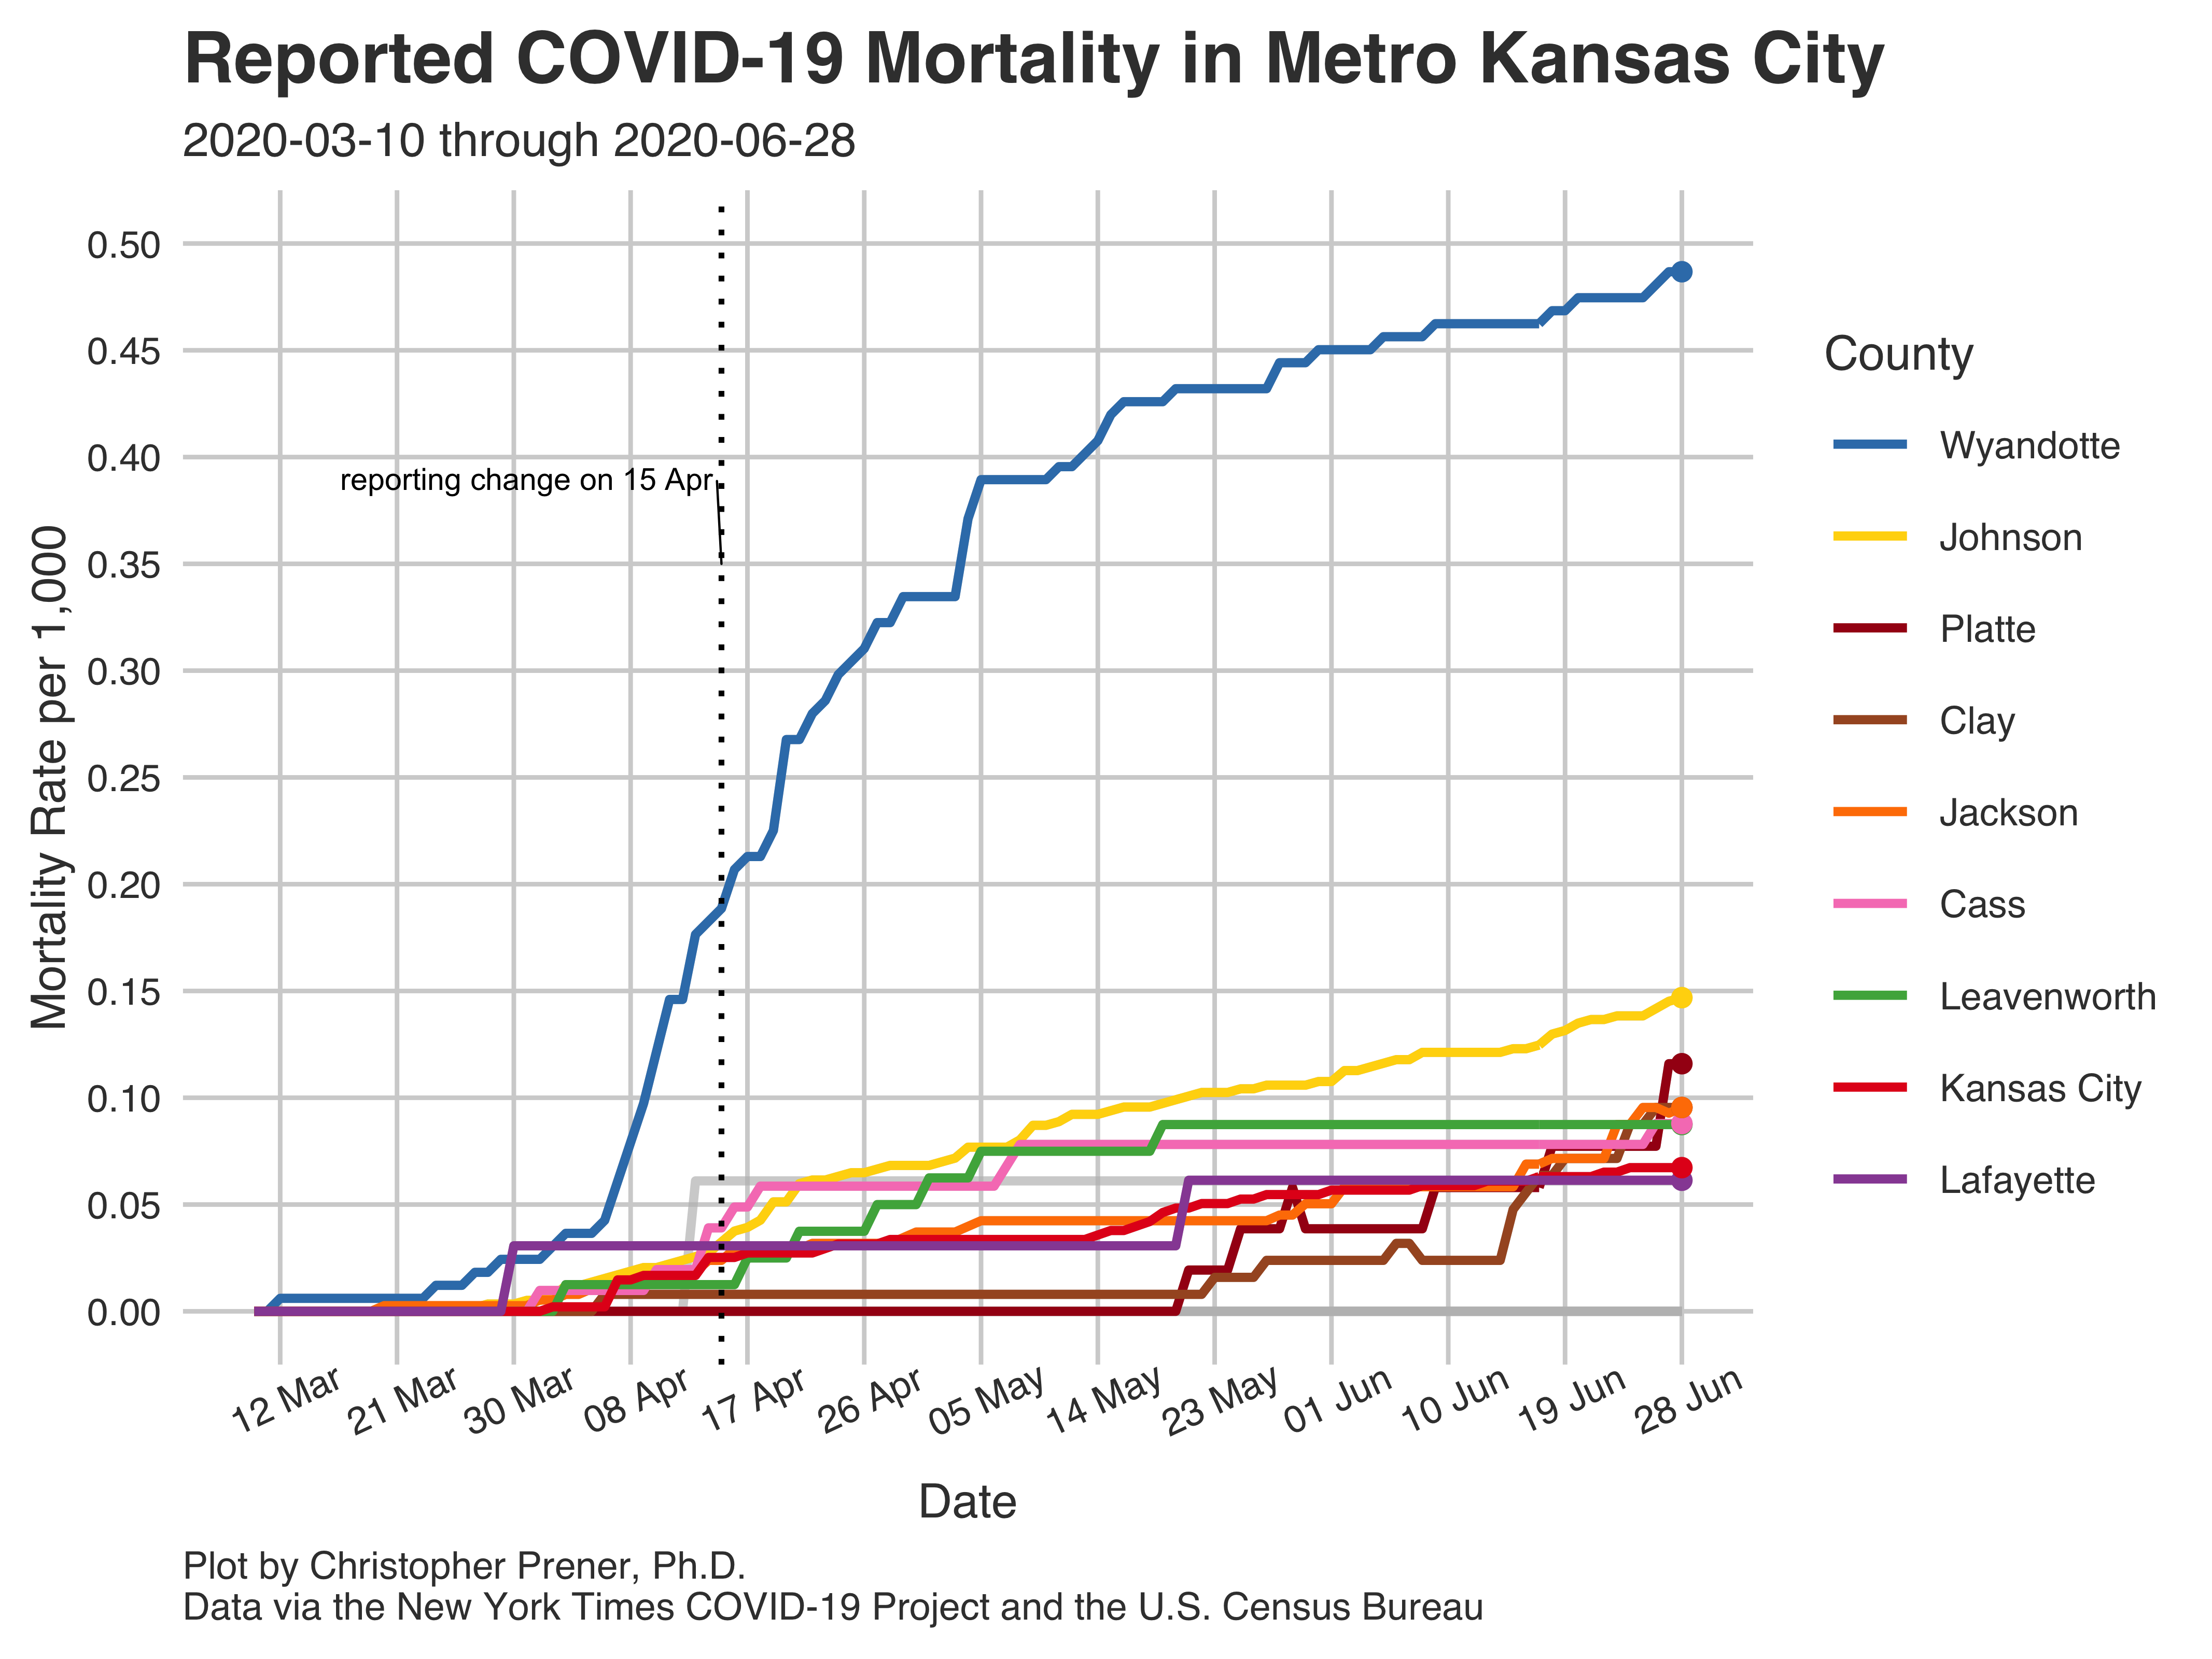 Reported COVID-19 Mortality in Metro Kansas City
2020-03-10 through 2020-06-28
Mortality Rate per 1,000
0.50
0.45
0.40
0.35
0.30
0.25
0.20
0.15
0.10
0.05
0.00
reporting change on 15 Apr
12 Mar
21 Mar
30 Mar
08 Apr
17 Apr
26 Apr
05 May
14 May
23 May
01 Jun
10 Jun
19 Jun
28 Jun
Date
County
Wyandotte
Johnson
Platte
Clay
Jackson
Cass
Leavenworth
Kansas City
Lafayette
Plot by Christopher Prener, Ph.D.
Data via the New York Times COVID-19 Project and the U.S. Census Bureau